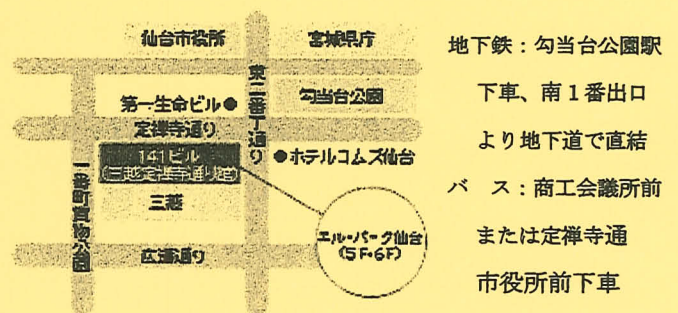 仙台市役所
宮城県庁
東二番丁通り
第一生命ビル
勾当台公園
定禅寺通り
141ビル
(三越定禅寺通り館)
ホテルコムズ仙台
一番町買物公園
三越
エル・パーク仙台
(5F・6F)
広瀬通り
地下鉄:勾当台公園駅
下車、南1番出口
より地下道で直結
バス:商工会議所前
または定禅寺通
市役所前下車